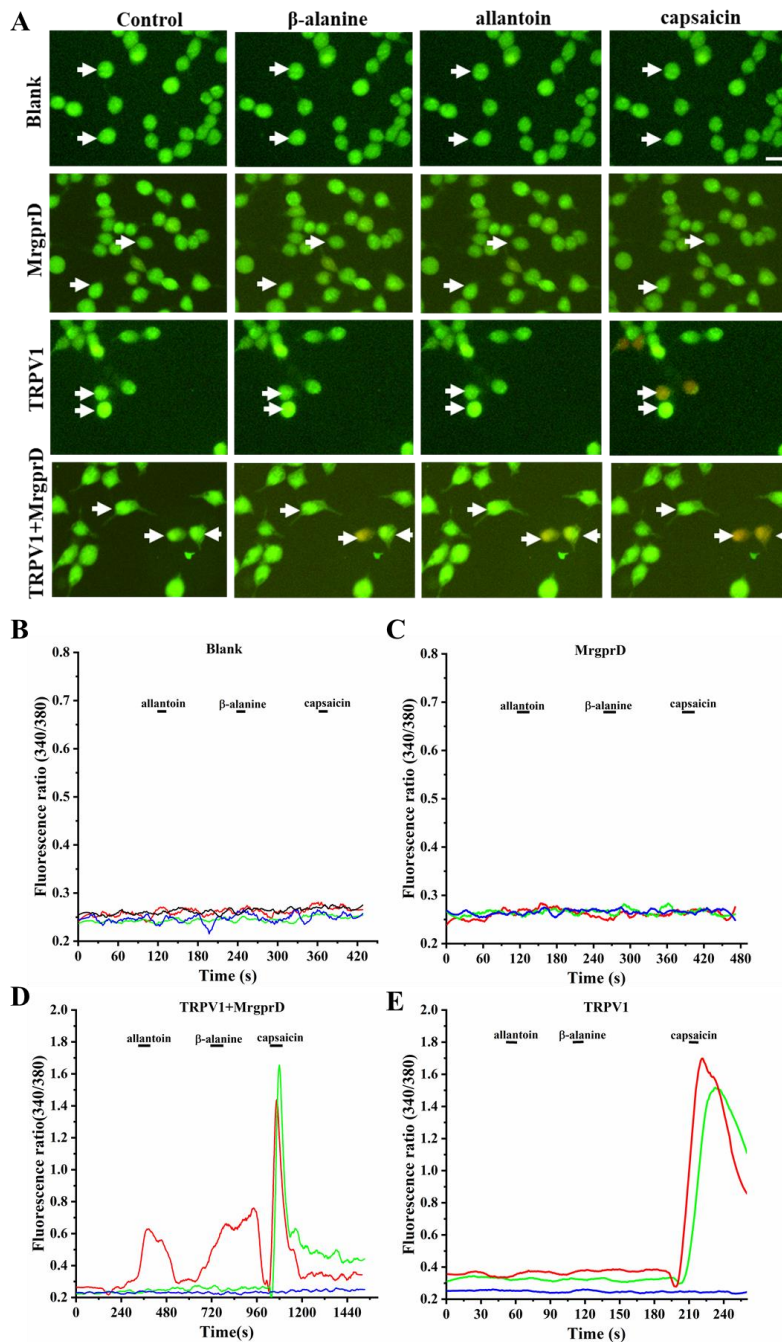 A
Control β-alanine allantoin capsaicin
Blank
MrgprD
TRPV1
TRPV1+MrgprD
B
Blank
allantoin β-alanine capsaicin
Fluorescence ratio (340/380)
0.8
0.7
0.6
0.5
0.4
0.3
0.2
0 60 120 180 240 300 360 420
Time (s)
C
MrgprD
allantoin β-alanine capsaicin
Fluorescence ratio (340/380)
0.8
0.7
0.6
0.5
0.4
0.3
0.2
0 60 120 180 240 300 360 420 480
Time (s)
D
TRPV1+MrgprD
allantoin β-alanine capsaicin
Fluorescence ratio(340/380)
2.0
1.8
1.6
1.4
1.2
1.0
0.8
0.6
0.4
0.2
0 240 480 720 960 1200 1440
Time(s)
E
TRPV1
allantoin β-alanine capsaicin
Fluorescence ratio (340/380)
2.0
1.8
1.6
1.4
1.2
1.0
0.8
0.6
0.4
0.2
0 30 60 90 120 150 180 210 240
Time(s)